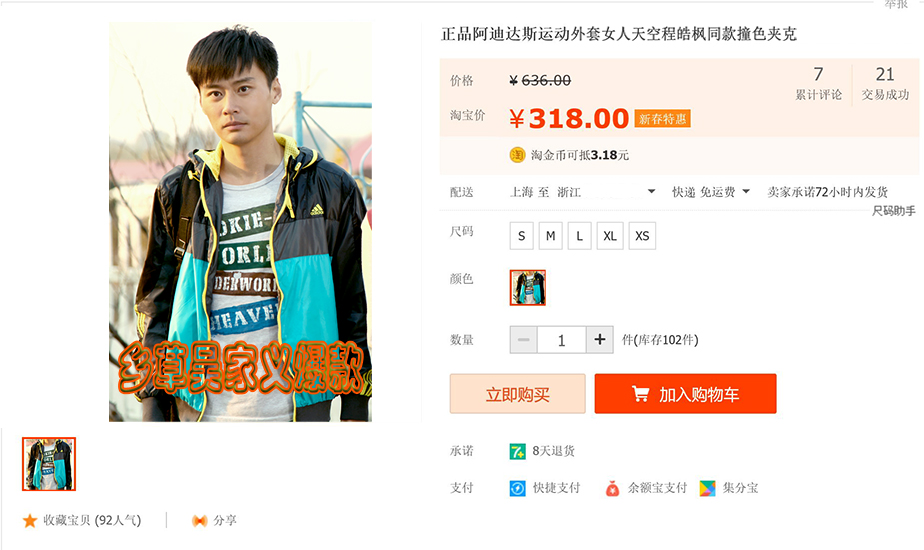 举报
正品阿迪达斯运动外套女人天空程皓枫同款撞色夹克
价格
¥ 636.00
7
累计评论
21
交易成功
淘宝价
¥318.00 新春特惠
淘 淘金币可抵3.18元
配送 上海 至 浙江 快递 免运费 卖家承诺72小时内发货
尺码助手
尺码 S M L XL XS
颜色
数量 1 件(库存102件)
立即购买 加入购物车
承诺 7+ 8天退货
支付 快捷支付 余额宝支付 集分宝
OKIE-
ORL
DERWOR
HEAVE
乡草吴家义爆款
收藏宝贝 (92人气) 分享